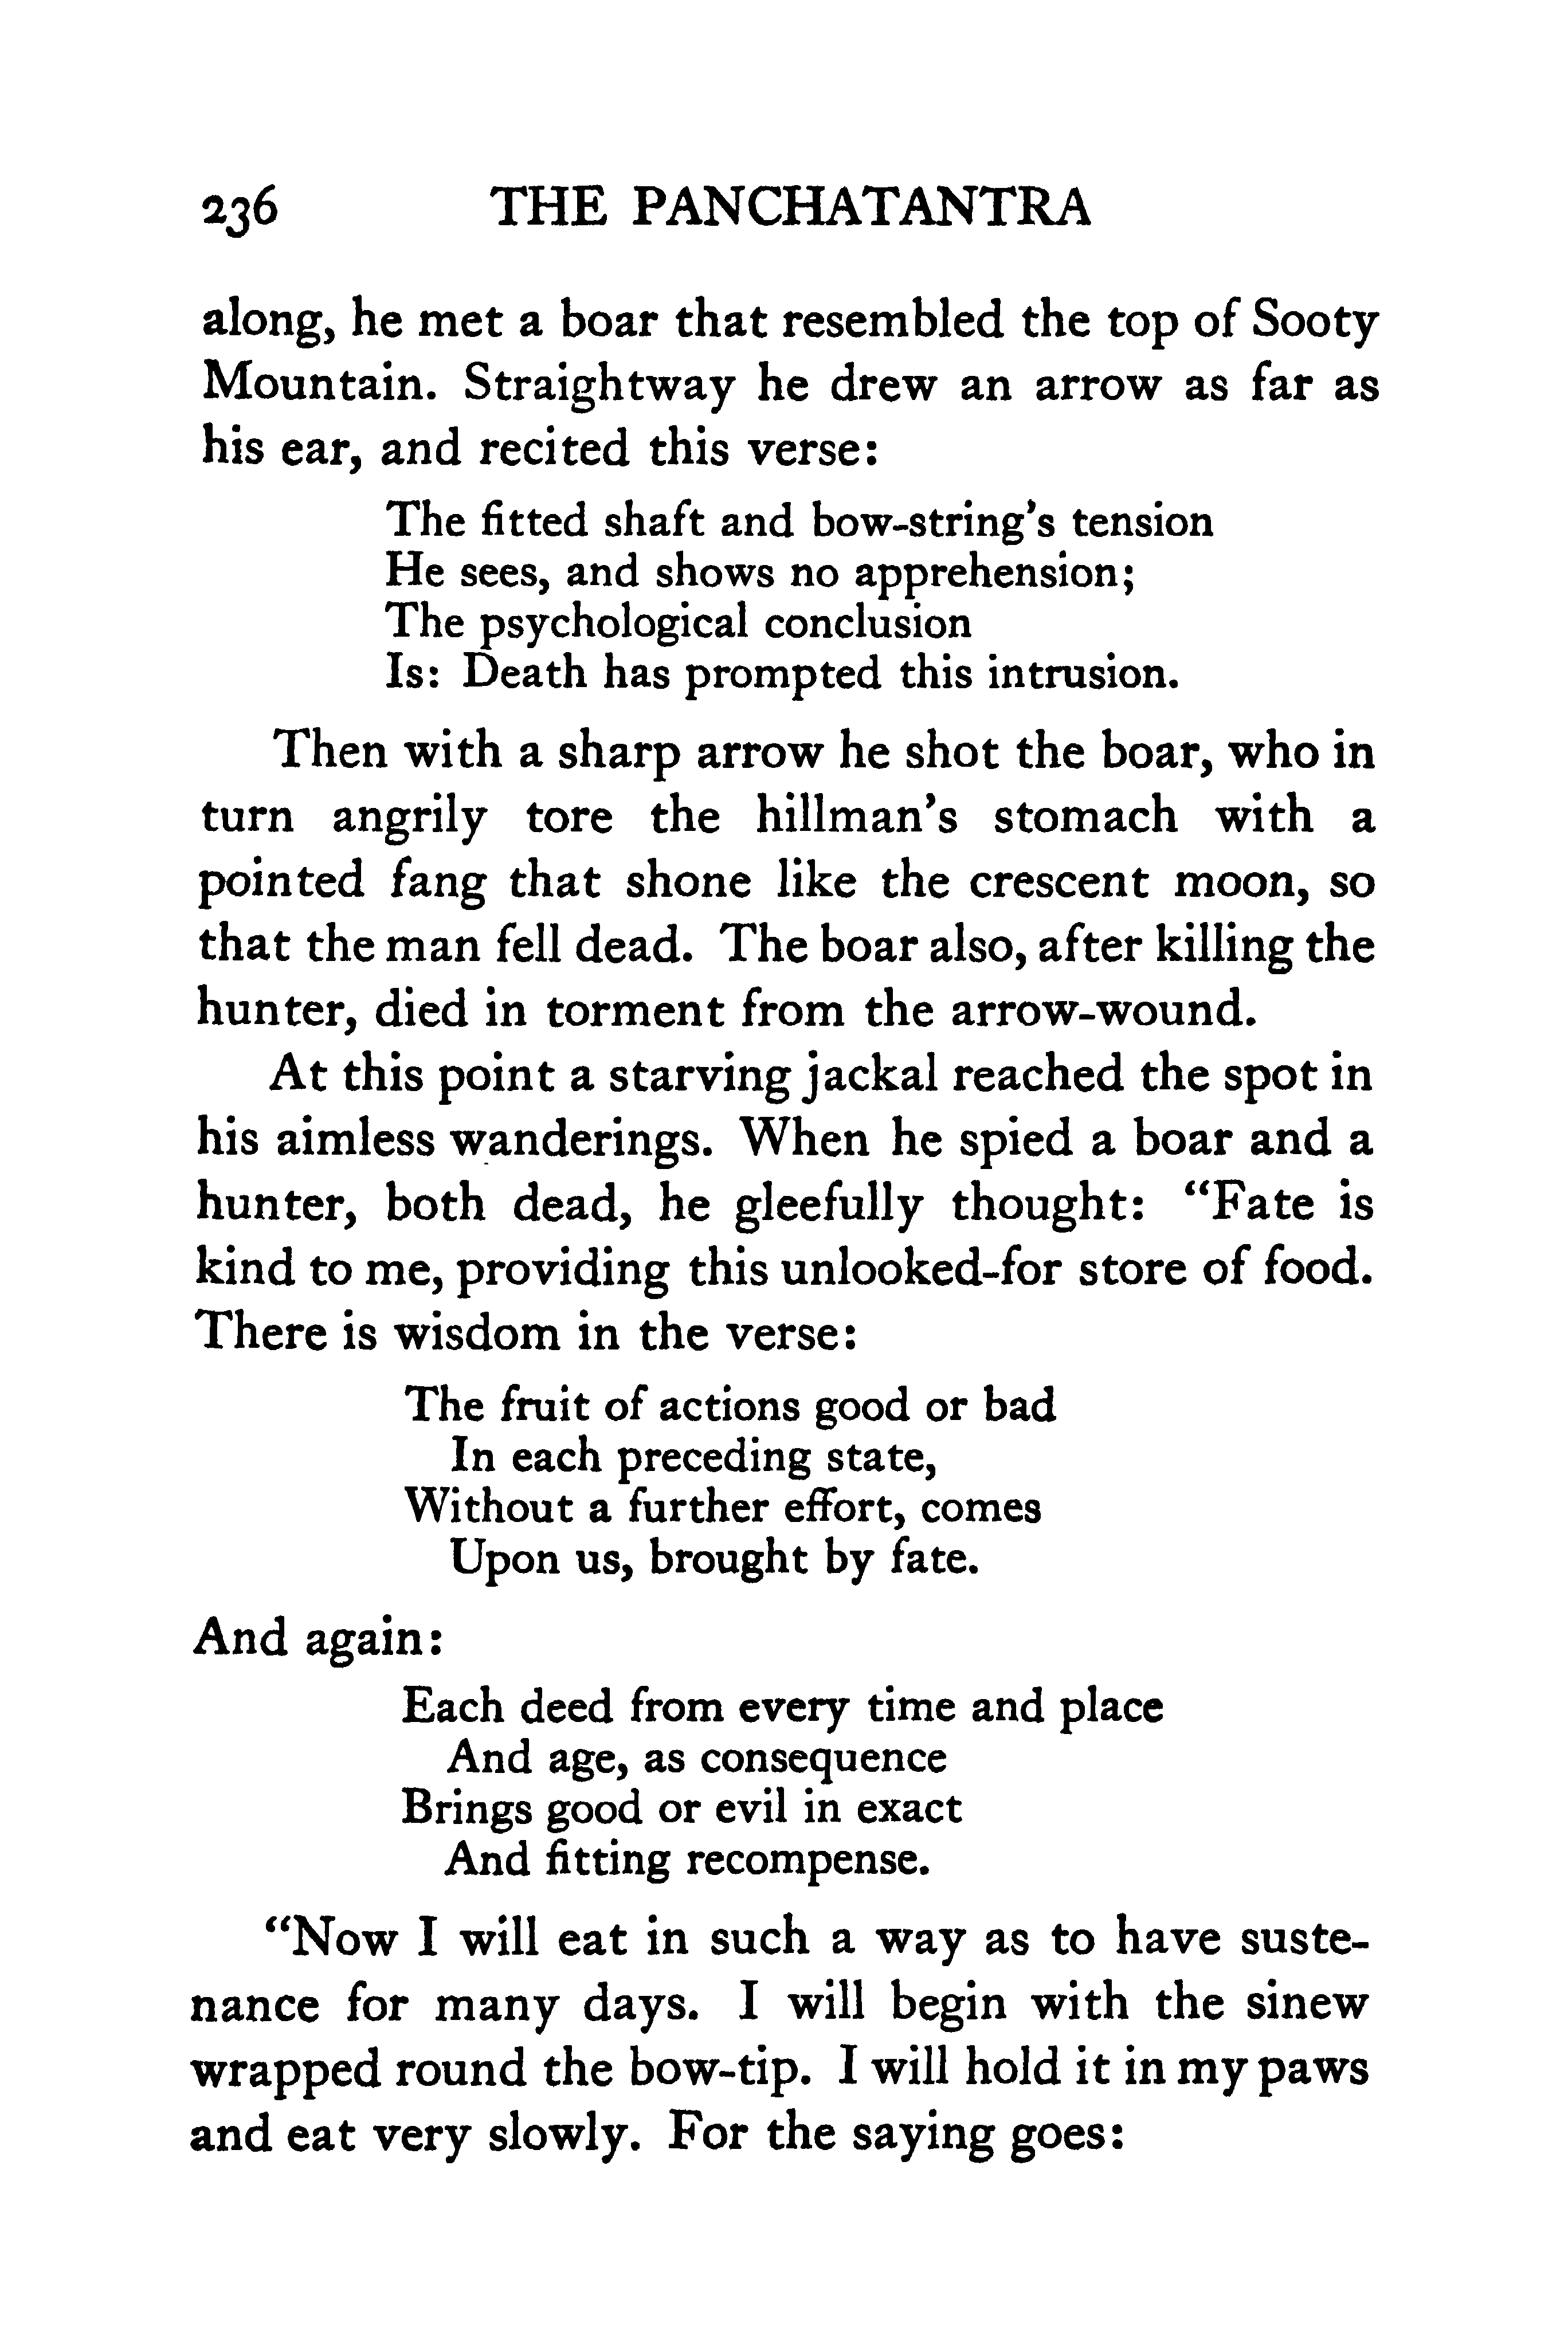 236 THE PANCHATANTRA
along, he met a boar that resembled the top of Sooty
Mountain. Straightway he drew an arrow as far as
his ear, and recited this verse:
The fitted shaft and bow-string's tension
He sees, and shows no apprehension;
The psychological conclusion
Is: Death has prompted this intrusion.
Then with a sharp arrow he shot the boar, who in
turn angrily tore the hillman's stomach with a
pointed fang that shone like the crescent moon, so
that the man fell dead. The boar also, after killing the
hunter, died in torment from the arrow-wound.
At this point a starving jackal reached the spot in
his aimless wanderings. When he spied a boar and a
hunter, both dead, he gleefully thought: “Fate is
kind to me, providing this unlooked-for store of food.
There is wisdom in the verse:
The fruit of actions good or bad
In each preceding state,
Without a further effort, comes
Upon us, brought by fate.
And again:
Each deed from every time and place
And age, as consequence
Brings good or evil in exact
And fitting recompense.
“Now I will eat in such a way as to have suste-
nance for many days. I will begin with the sinew
wrapped round the bow-tip. I will hold it in my paws
and eat very slowly. For the saying goes: